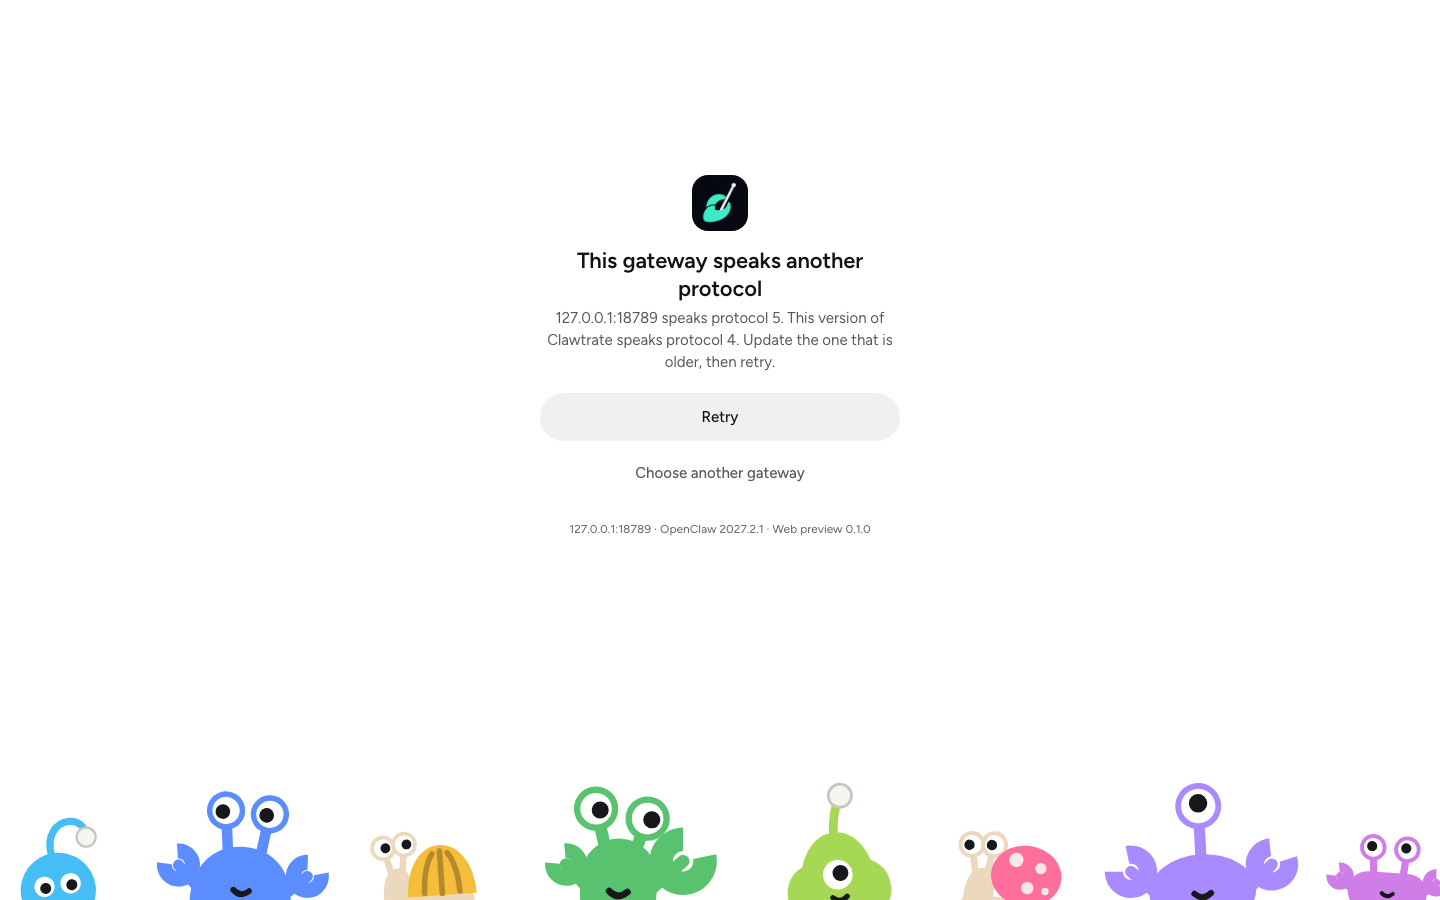 This gateway speaks another
protocol
127.0.0.1:18789 speaks protocol 5. This version of
Clawtrate speaks protocol 4. Update the one that is
older, then retry.
Retry
Choose another gateway
127.0.0.1:18789 · OpenClaw 2027.2.1 · Web preview 0.1.0